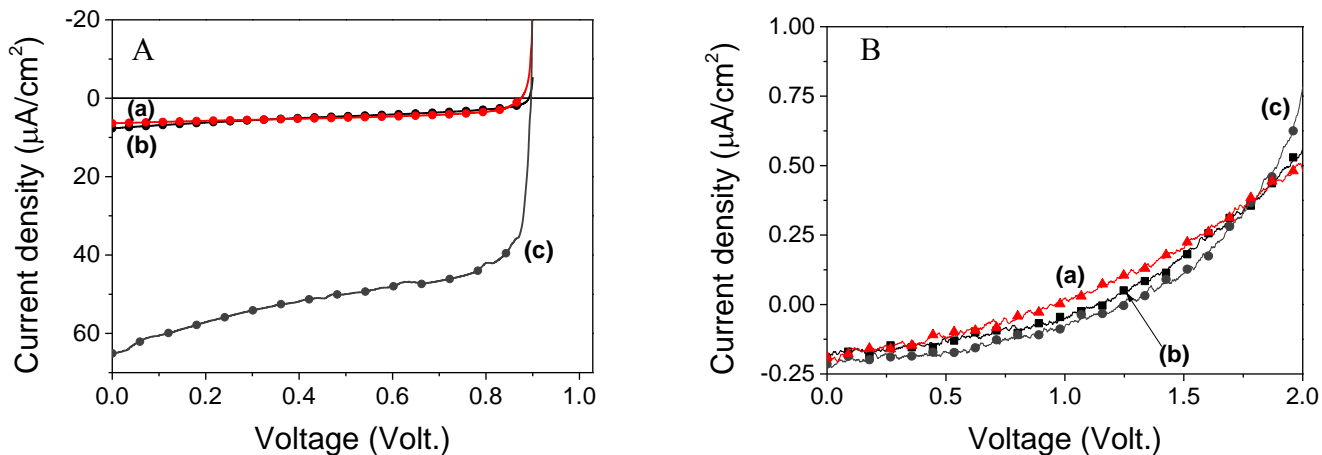 A
Current density (μA/cm²)
-20
0
20
40
60
(a)
(b)
(c)
0.0 0.2 0.4 0.6 0.8 1.0
Voltage (Volt.)
B
Current density (μA/cm²)
1.00
0.75
0.50
0.25
0.00
-0.25
(c)
(a)
(b)
0.0 0.5 1.0 1.5 2.0
Voltage (Volt.)